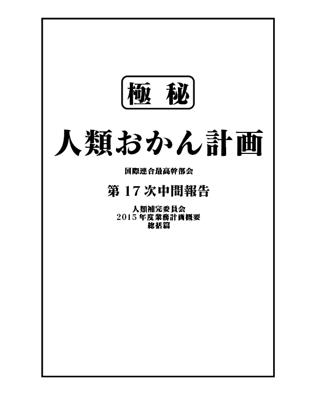 極秘
人類おかん計画
国際連合最高幹部会
第17次中間報告
人類補完委員会
2015年度業務計画概要
総括篇